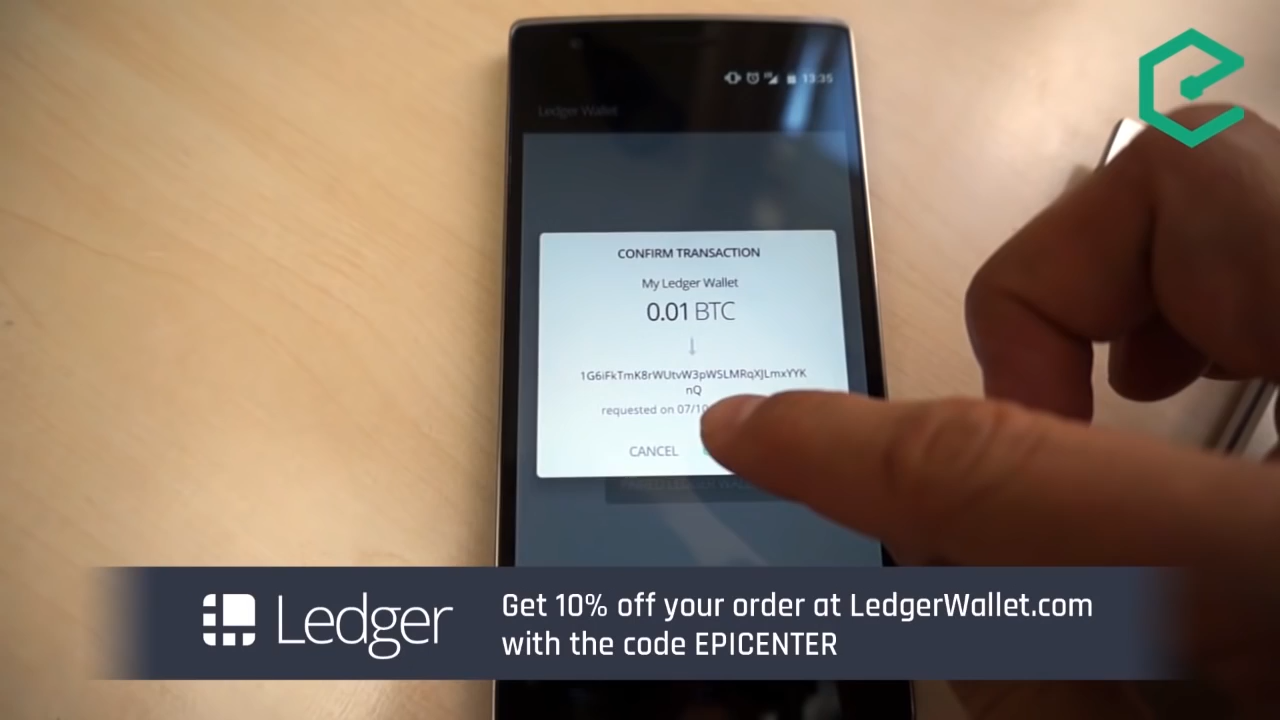 13:35
Ledger Wallet
CONFIRM TRANSACTION
My Ledger Wallet
0.01 BTC
1G6iFkTmK8rWUtvW3pWSLMRqXJLmxYYK
nQ
requested on 07/10
CANCEL
Ledger
Get 10% off your order at LedgerWallet.com
with the code EPICENTER